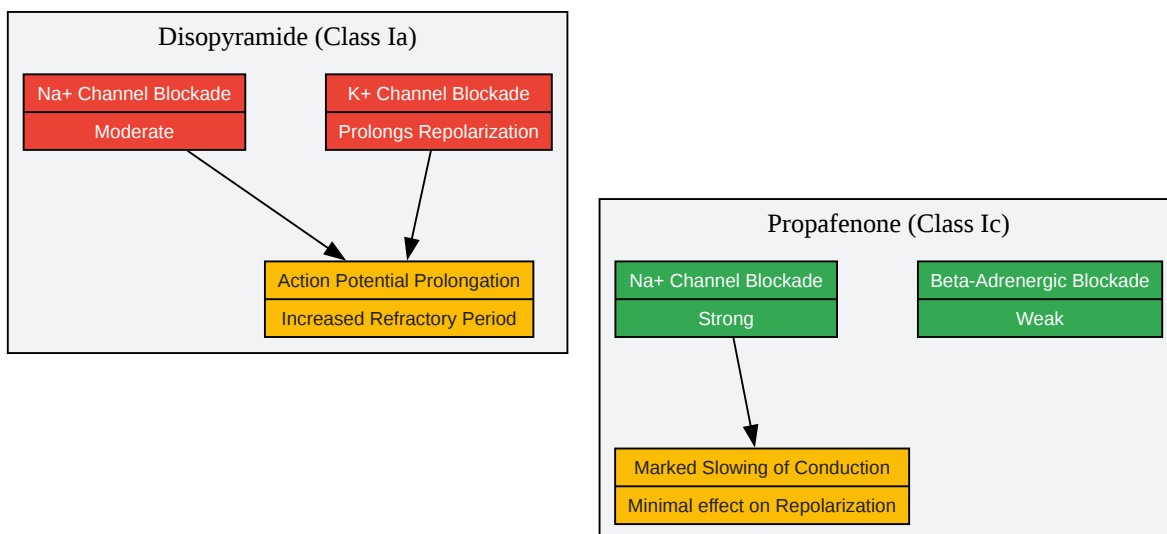 Disopyramide (Class Ia)
Na+ Channel Blockade
Moderate
K+ Channel Blockade
Prolongs Repolarization
Action Potential Prolongation
Increased Refractory Period
Propafenone (Class Ic)
Na+ Channel Blockade
Strong
Beta-Adrenergic Blockade
Weak
Marked Slowing of Conduction
Minimal effect on Repolarization